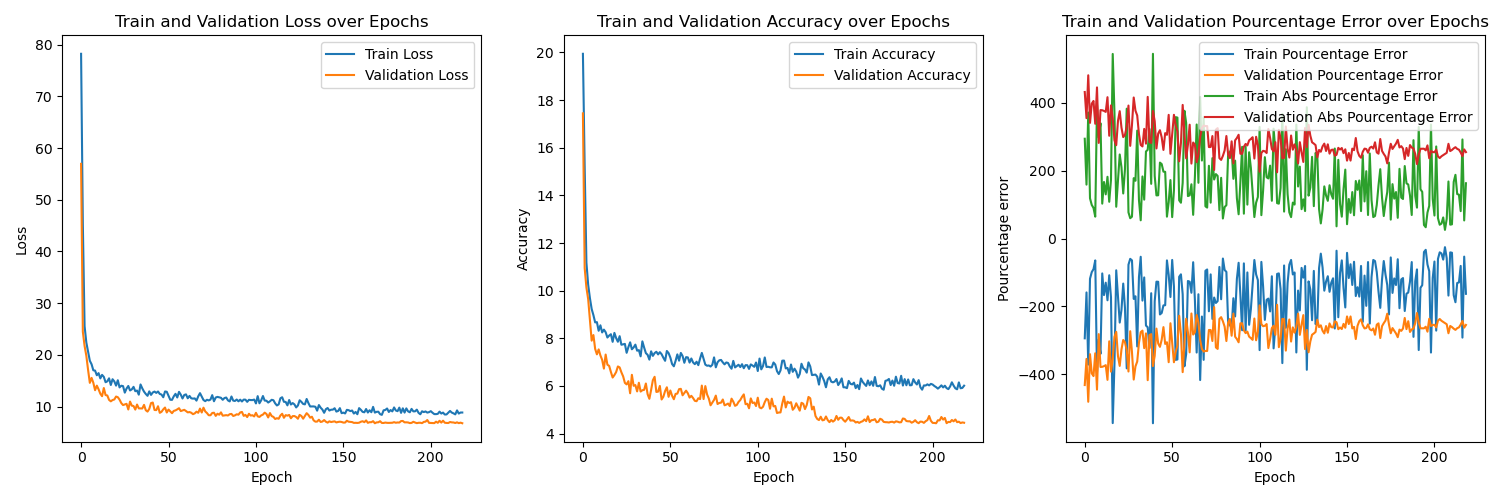 Train and Validation Loss over Epochs
80
70
60
50
40
30
20
10
0
50
100
150
200
Loss
Epoch
Train Loss
Validation Loss
Train and Validation Accuracy over Epochs
20
18
16
14
12
10
8
6
4
0
50
100
150
200
Accuracy
Epoch
Train Accuracy
Validation Accuracy
Train and Validation Pourcentage Error over Epochs
400
200
0
−200
−400
0
50
100
150
200
Pourcentage error
Epoch
Train Pourcentage Error
Validation Pourcentage Error
Train Abs Pourcentage Error
Validation Abs Pourcentage Error